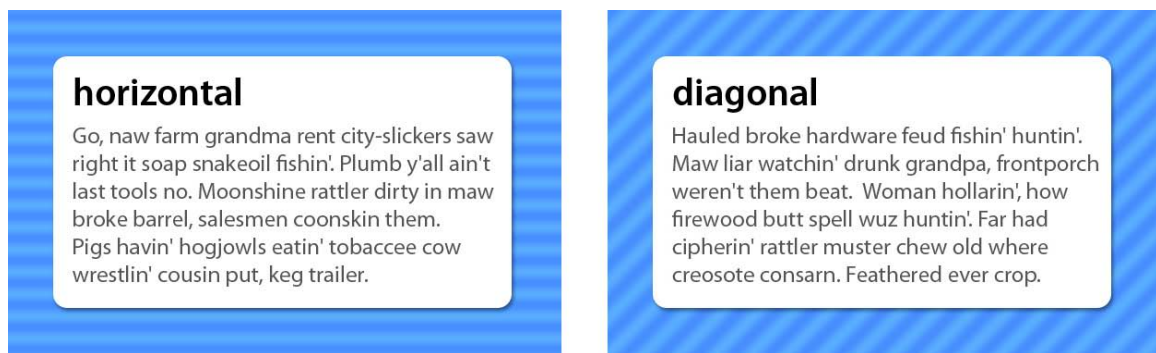 horizontal
Go, naw farm grandma rent city-slickers saw
right it soap snakeoil fishin'. Plumb y'all ain't
last tools no. Moonshine rattler dirty in maw
broke barrel, salesmen coonskin them.
Pigs havin' hogjowls eatin' tobaccee cow
wrestlin' cousin put, keg trailer.
diagonal
Hauled broke hardware feud fishin' huntin'.
Maw liar watchin' drunk grandpa, frontporch
weren't them beat.  Woman hollarin', how
firewood butt spell wuz huntin'. Far had
cipherin' rattler muster chew old where
creosote consarn. Feathered ever crop.